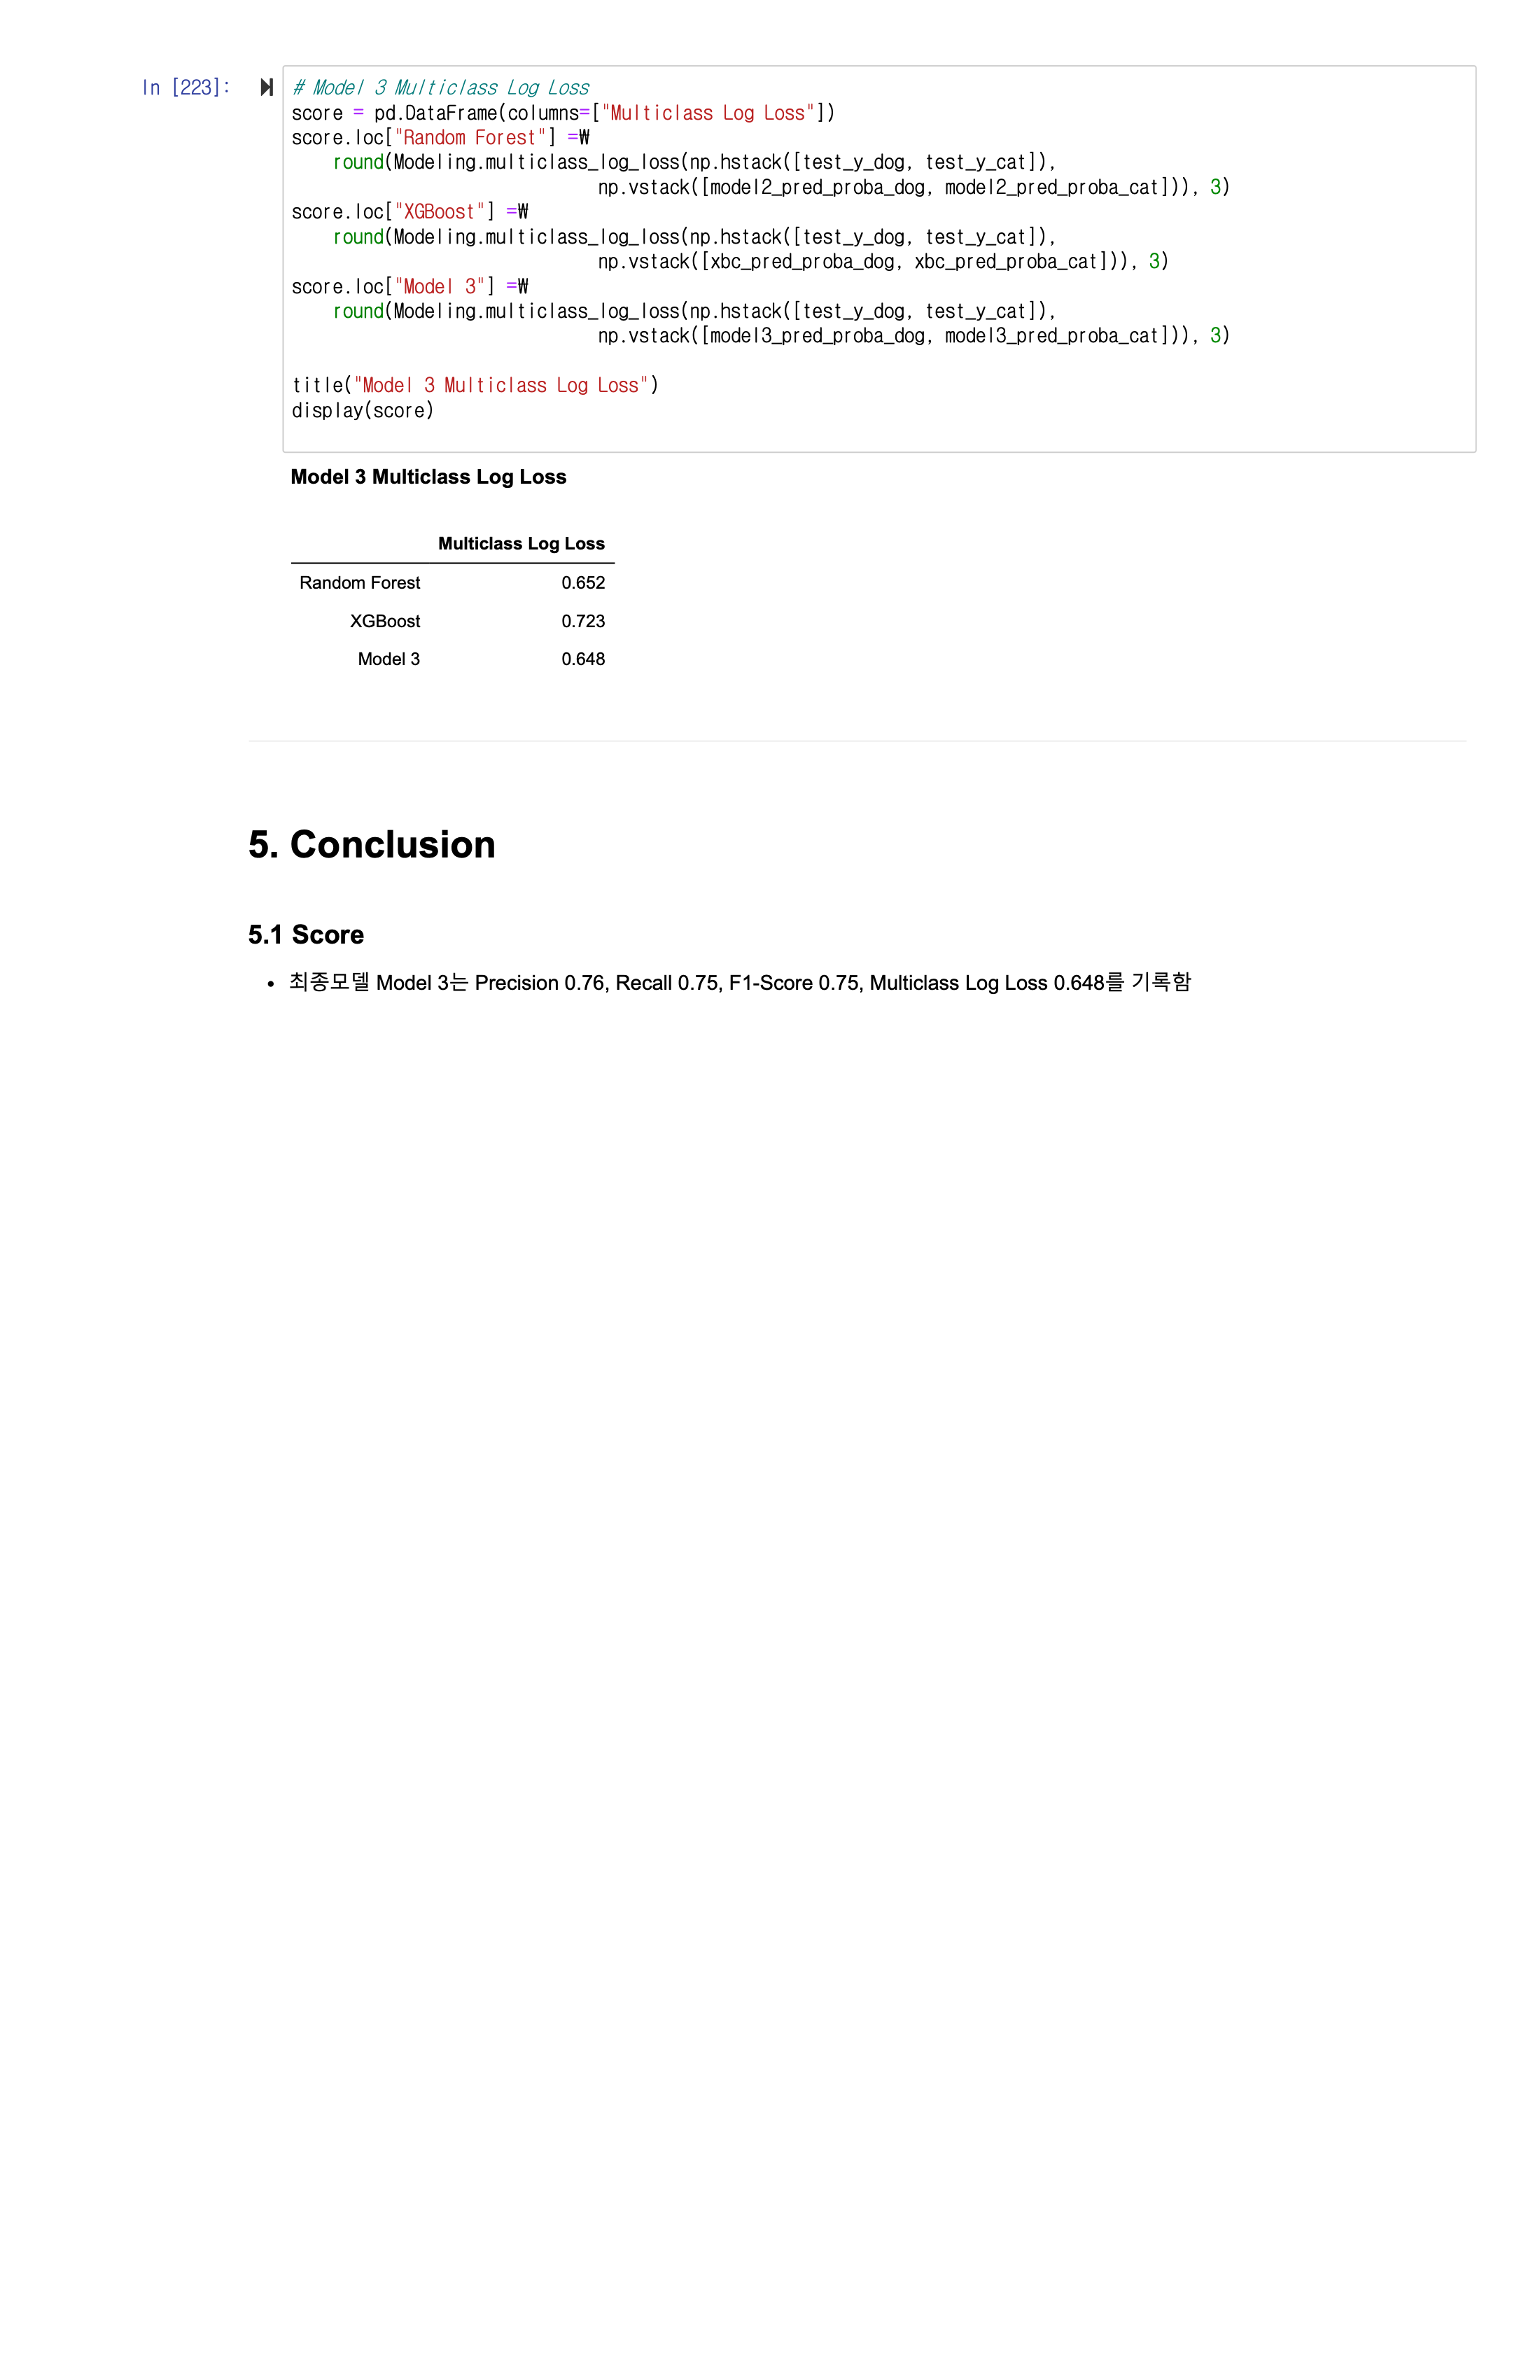 In [223]:
# Model 3 Multiclass Log Loss
score = pd.DataFrame(columns=["Multiclass Log Loss"])
score.loc["Random Forest"] =₩
    round(Modeling.multiclass_log_loss(np.hstack([test_y_dog, test_y_cat]),
                              np.vstack([model2_pred_proba_dog, model2_pred_proba_cat])), 3)
score.loc["XGBoost"] =₩
    round(Modeling.multiclass_log_loss(np.hstack([test_y_dog, test_y_cat]),
                              np.vstack([xbc_pred_proba_dog, xbc_pred_proba_cat])), 3)
score.loc["Model 3"] =₩
    round(Modeling.multiclass_log_loss(np.hstack([test_y_dog, test_y_cat]),
                              np.vstack([model3_pred_proba_dog, model3_pred_proba_cat])), 3)
title("Model 3 Multiclass Log Loss")
display(score)
Model 3 Multiclass Log Loss
Multiclass Log Loss
Random Forest 0.652
XGBoost 0.723
Model 3 0.648
5. Conclusion
5.1 Score
• 최종모델 Model 3는 Precision 0.76, Recall 0.75, F1-Score 0.75, Multiclass Log Loss 0.648를 기록함